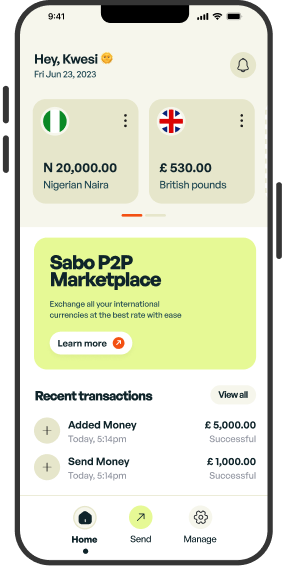 9:41
Hey, Kwesi
Fri Jun 23, 2023
N 20,000.00
Nigerian Naira
£ 530.00
British pounds
Sabo P2P
Marketplace
Exchange all your international
currencies at the best rate with ease
Learn more
Recent transactions
View all
Added Money
£ 5,000.00
Today, 5:14pm
Successful
Send Money
£ 1,000.00
Today, 5:14pm
Successful
Home
Send
Manage